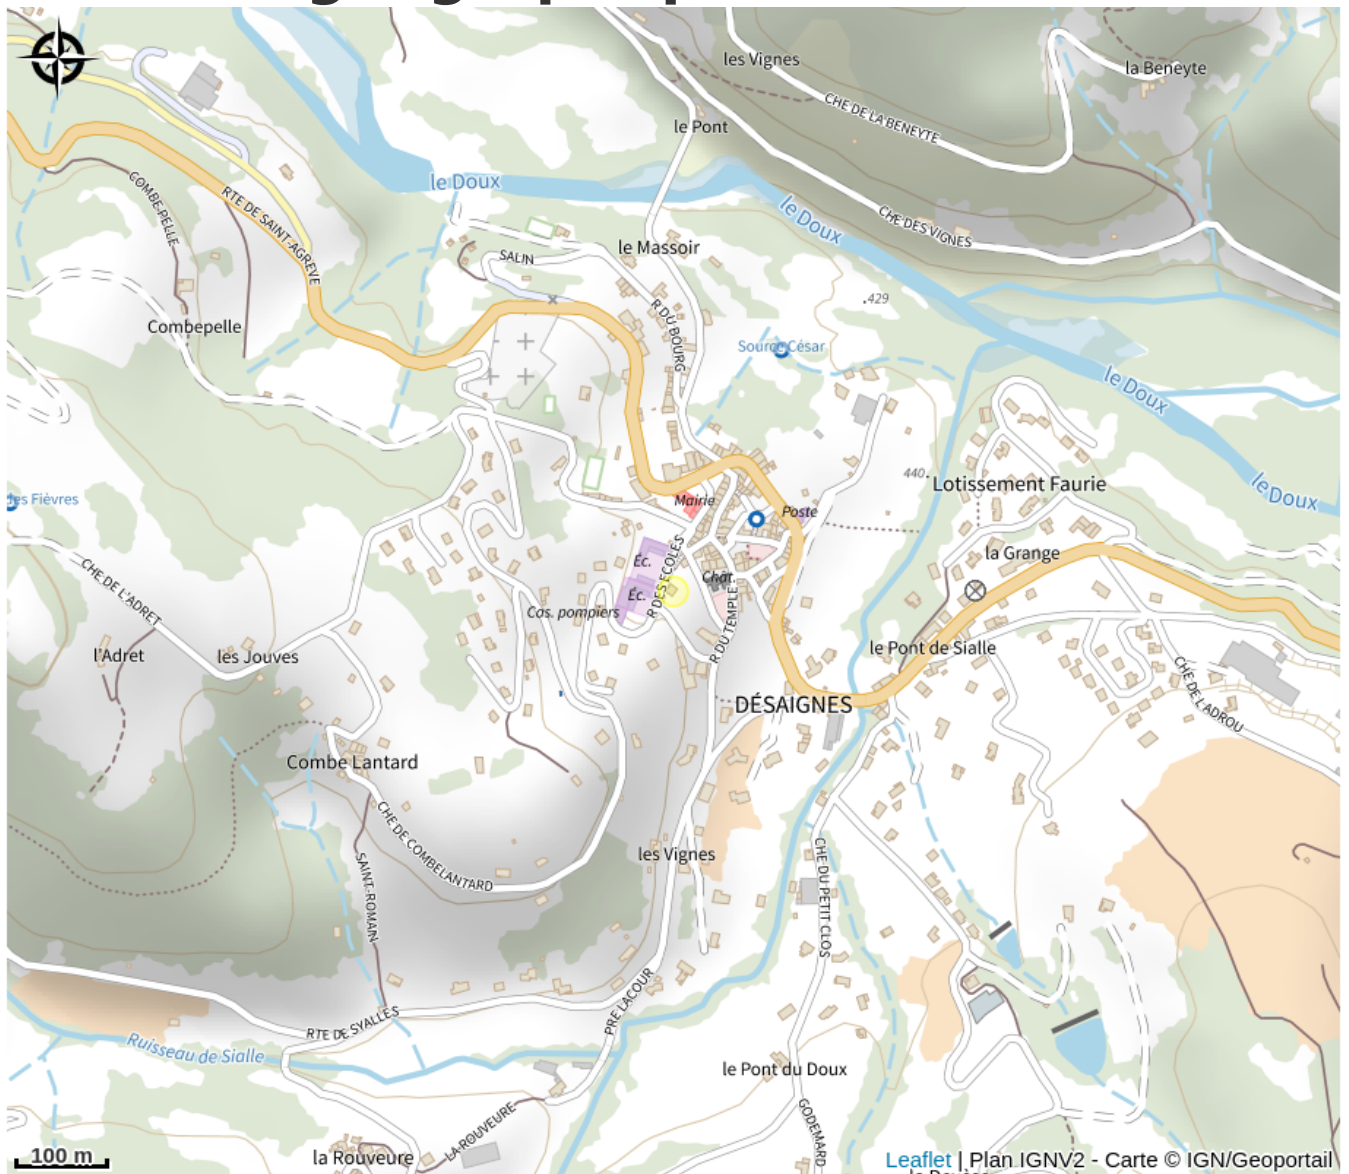 les Vignes
la Beneyte
CHE DE LA BENEYTE
le Pont
le Doux
COMBE PELLE
RTE DE SAINT-AGREVE
le Doux
CHE DES VIGNES
le Massoir
SALIN
.429
R DU BOURG
Combepelle
Source César
le Doux
440.
Lotissement Faurie
le Doux
des Fièvres
Mairie
Poste
la Grange
Éc.
R DES ECOLES
Chât.
Éc.
CHE DE L'ADRET
Cas. pompiers
R DU TEMPLE
l'Adret
les Jouves
le Pont de Sialle
CHE DE L'ADROU
DÉSAIGNES
Combe Lantard
CHE DE COMBELANTARD
les Vignes
SAINT-ROMAIN
CHE DU PETIT CLOS
PRE LACOUR
RTE DE SYALLES
Ruisseau de Sialle
le Pont du Doux
GODEMARD
LA ROUVEURE
la Rouveure
100 m
Leaflet | Plan IGNV2 - Carte © IGN/Geoportail